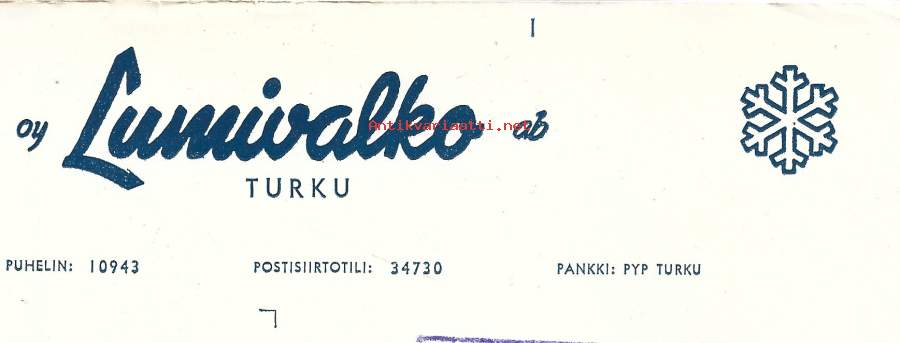 I
oy Lumivalko ab
Antikvariaatti.net
TURKU
PUHELIN: 10943 POSTISIIRTOTILI: 34730 PANKKI: PYP TURKU